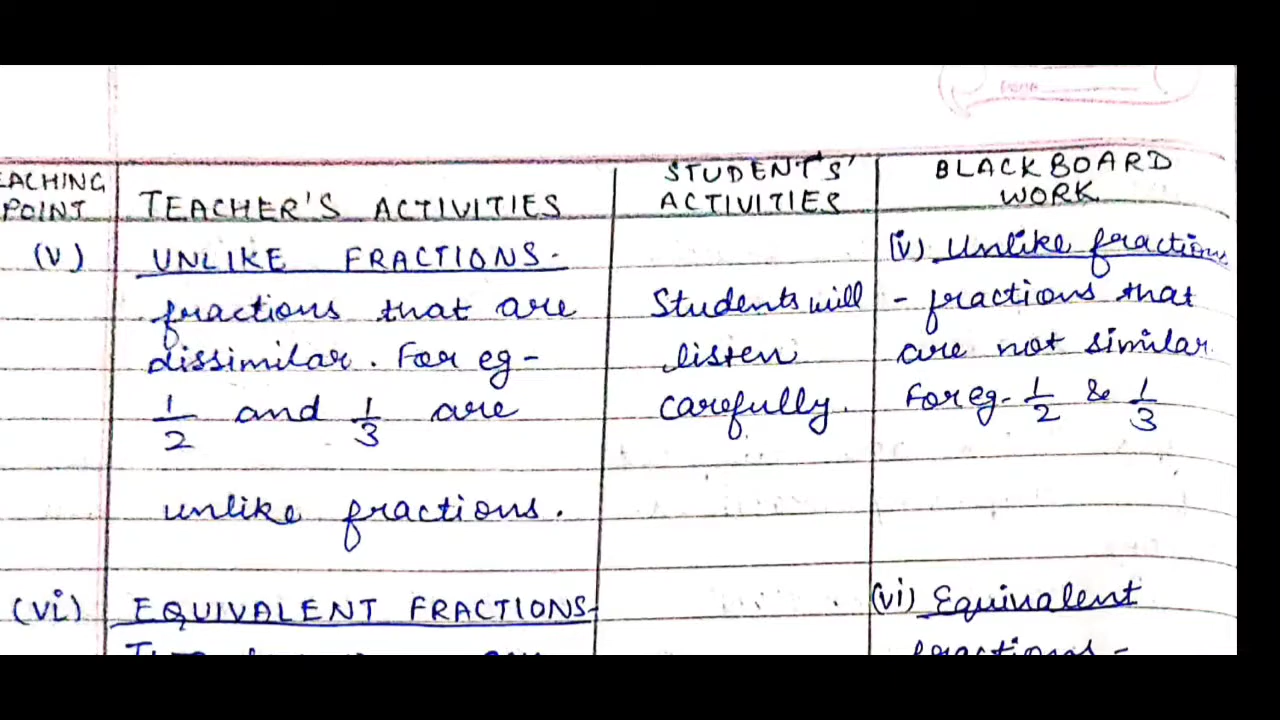 EACHING
POINT
TEACHER'S ACTIVITIES
STUDENTS'
ACTIVITIES
BLACKBOARD
WORK
(v)
UNLIKE FRACTIONS-
fractions that are
dissimilar. For eg-
1/2 and 1/3 are
unlike fractions.
Students will
listen
carefully.
(v) Unlike fractions
- fractions that
are not similar.
For eg. 1/2 & 1/3
(vi)
EQUIVALENT FRACTIONS-
(vi) Equivalent
fractions-